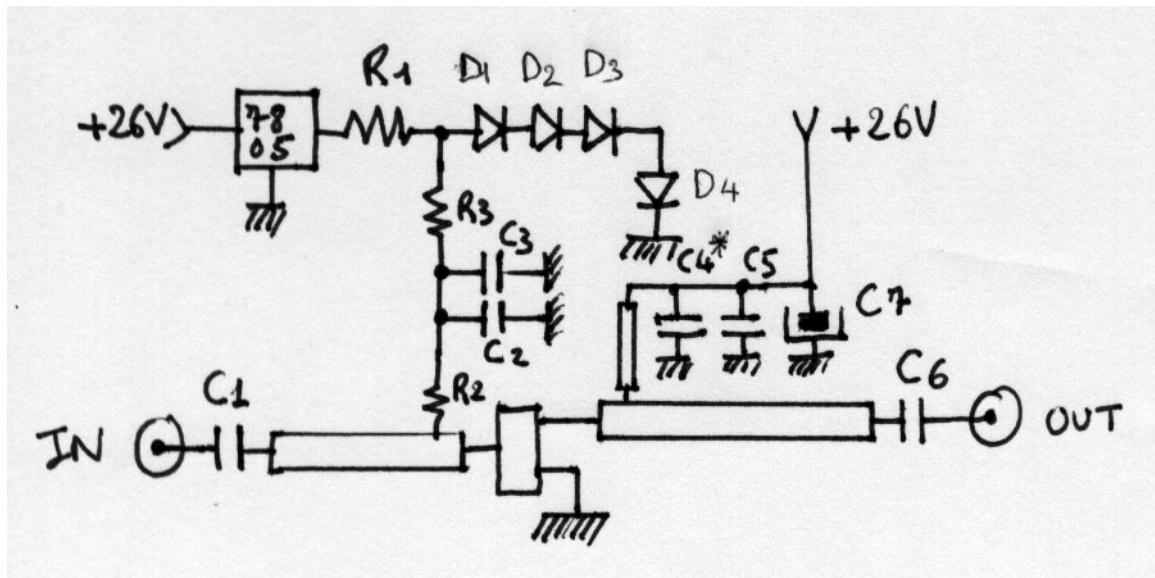 R1 D1 D2 D3
+26V 78 05 +26V
D4
R3
C3 C4* C5
C7
C2
R2 C6
C1
IN OUT